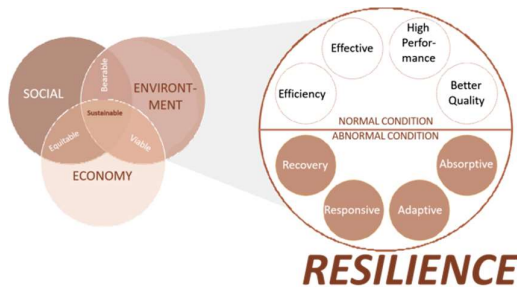 SOCIAL
Bearable
ENVIRONT-
MENT
Sustainable
Equitable
Viable
ECONOMY
Effective
High
Perfor-
mance
Efficiency
Better
Quality
NORMAL CONDITION
ABNORMAL CONDITION
Recovery
Absorptive
Responsive
Adaptive
RESILIENCE